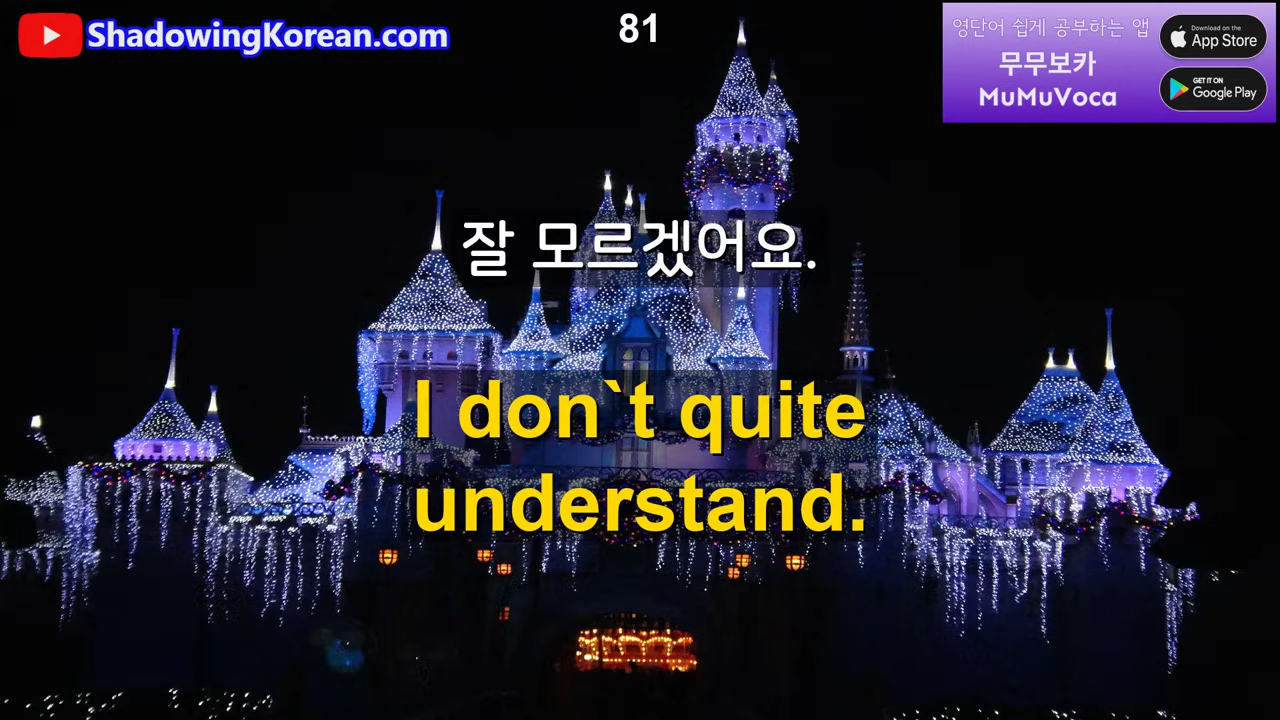 ShadowingKorean.com
81
영단어 쉽게 공부하는 앱
무무보카
MuMuVoca
Download on the
App Store
GET IT ON
Google Play
잘 모르겠어요.
I don`t quite
understand.